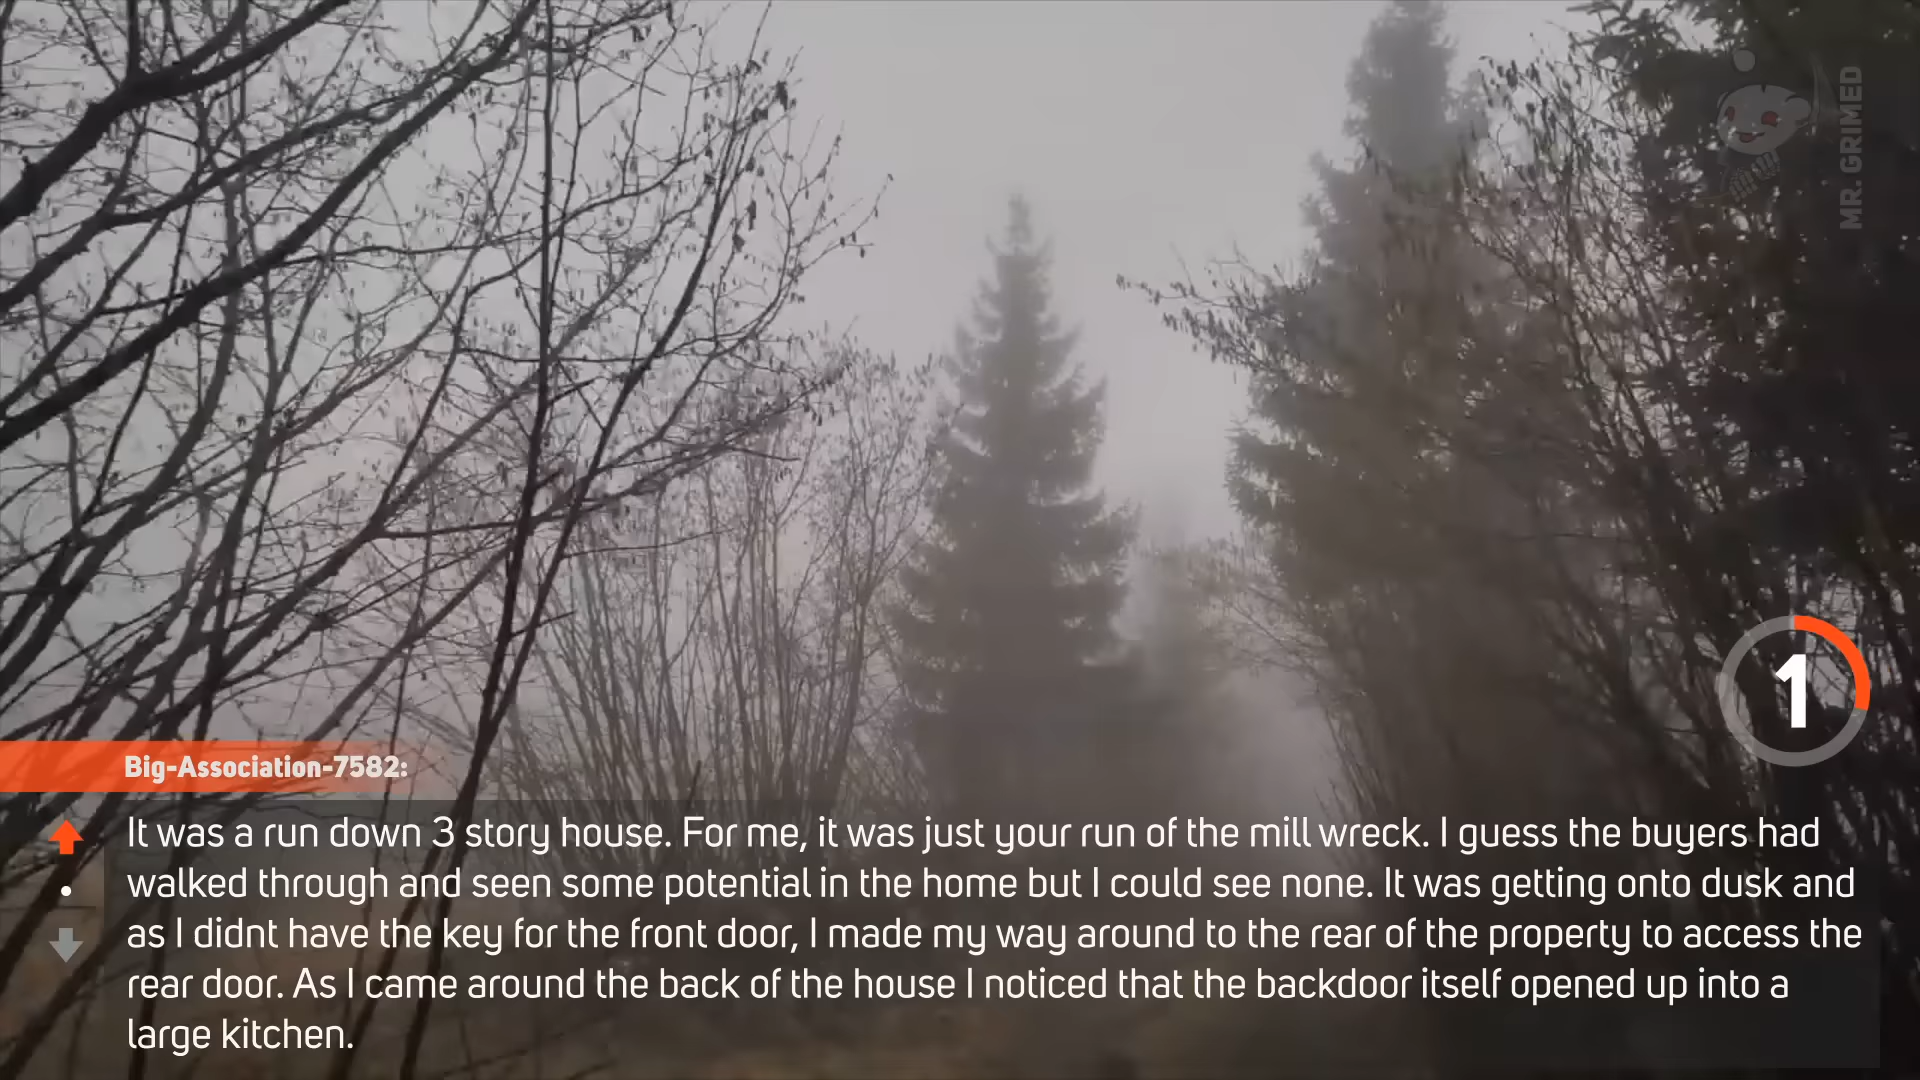 MR. GRIMED
1
Big-Association-7582:
It was a run down 3 story house. For me, it was just your run of the mill wreck. I guess the buyers had
walked through and seen some potential in the home but I could see none. It was getting onto dusk and
as I didnt have the key for the front door, I made my way around to the rear of the property to access the
rear door. As I came around the back of the house I noticed that the backdoor itself opened up into a
large kitchen.